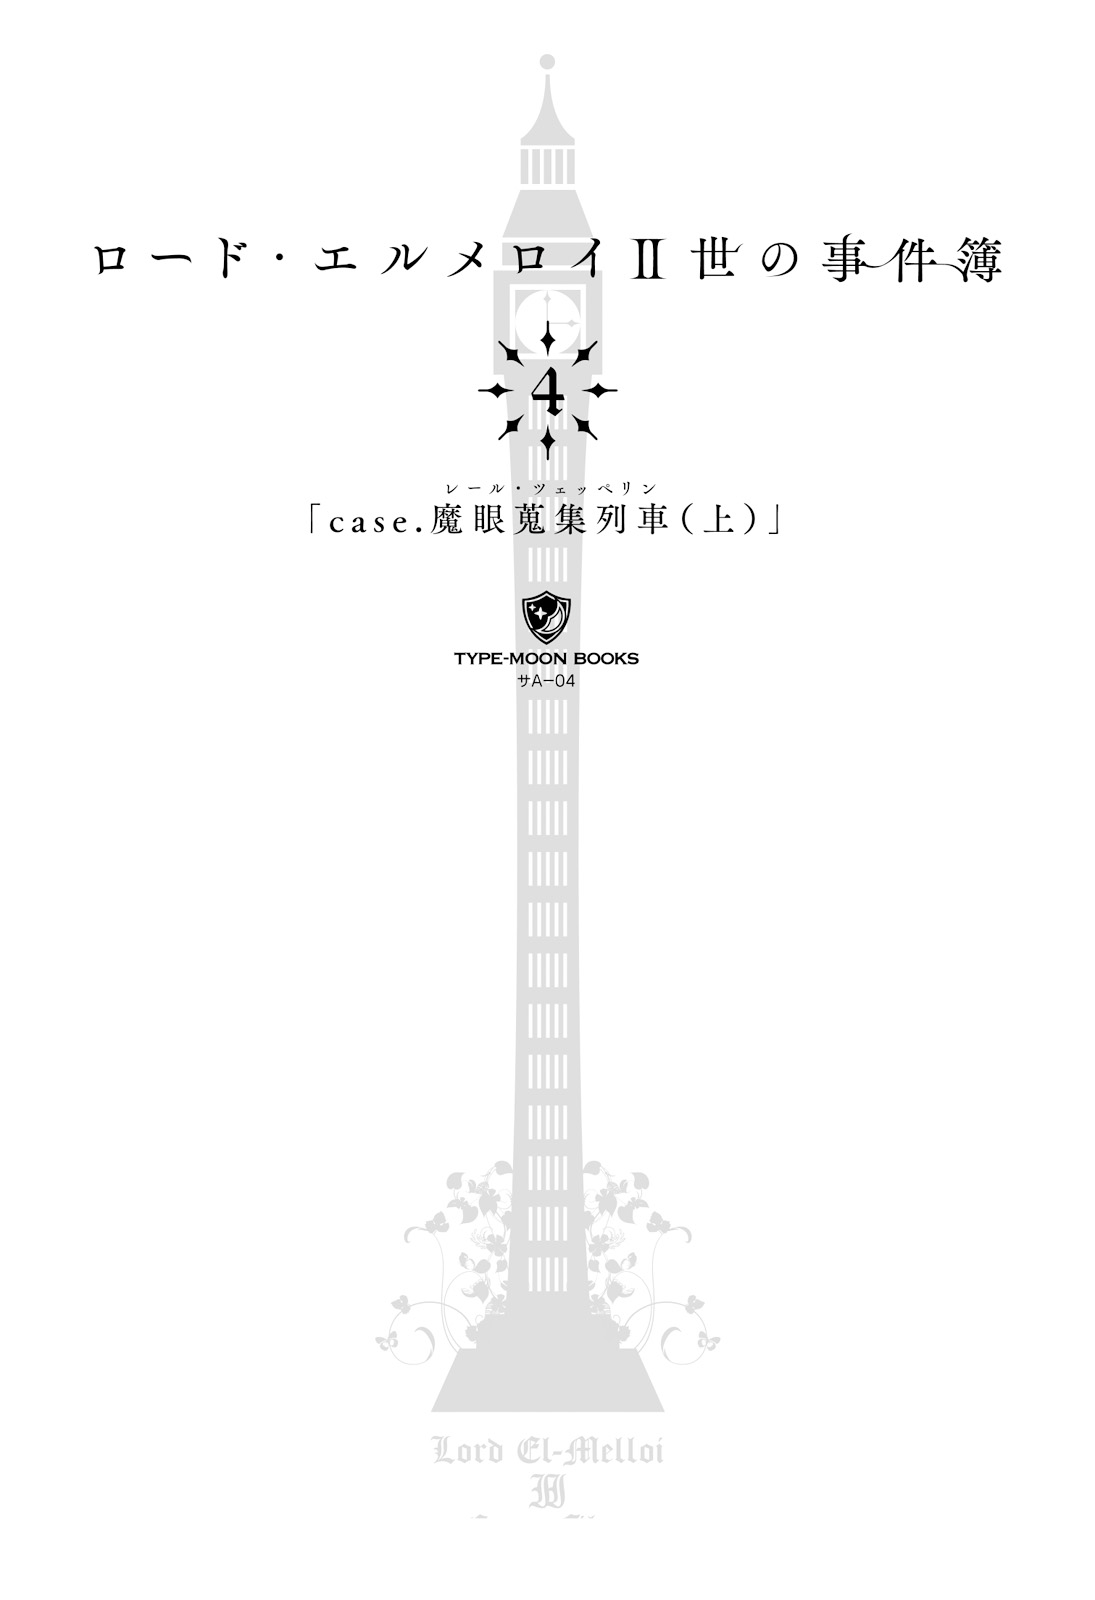 ロード・エルメロイⅡ世の事件簿
4
レール・ツェッペリン
「case.魔眼蒐集列車(上)」
TYPE-MOON BOOKS
サA-04
Lord El-Melloi
II